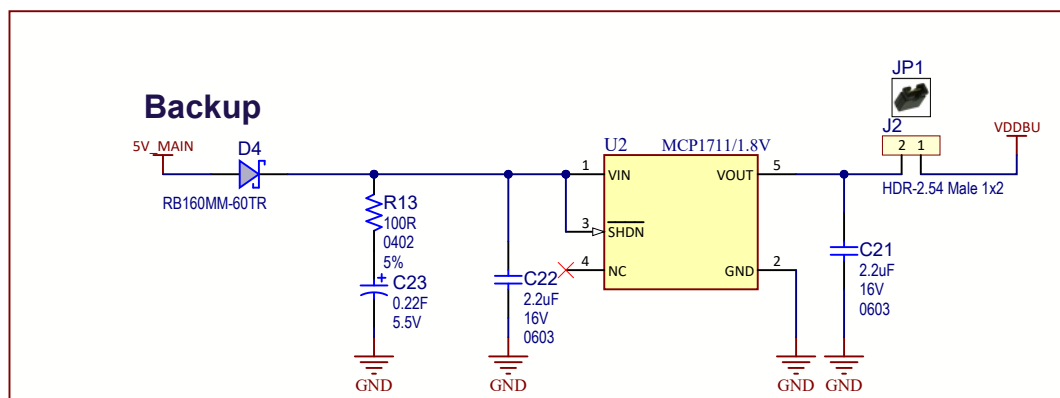 Backup
5V_MAIN
D4
RB160MM-60TR
R13
100R
0402
5%
+
C23
0.22F
5.5V
GND
C22
2.2uF
16V
0603
GND
U2
MCP1711/1.8V
1
VIN
3
SHDN
4
NC
VOUT
5
GND
2
GND
C21
2.2uF
16V
0603
GND
JP1
J2
2 1
HDR-2.54 Male 1x2
VDDBU